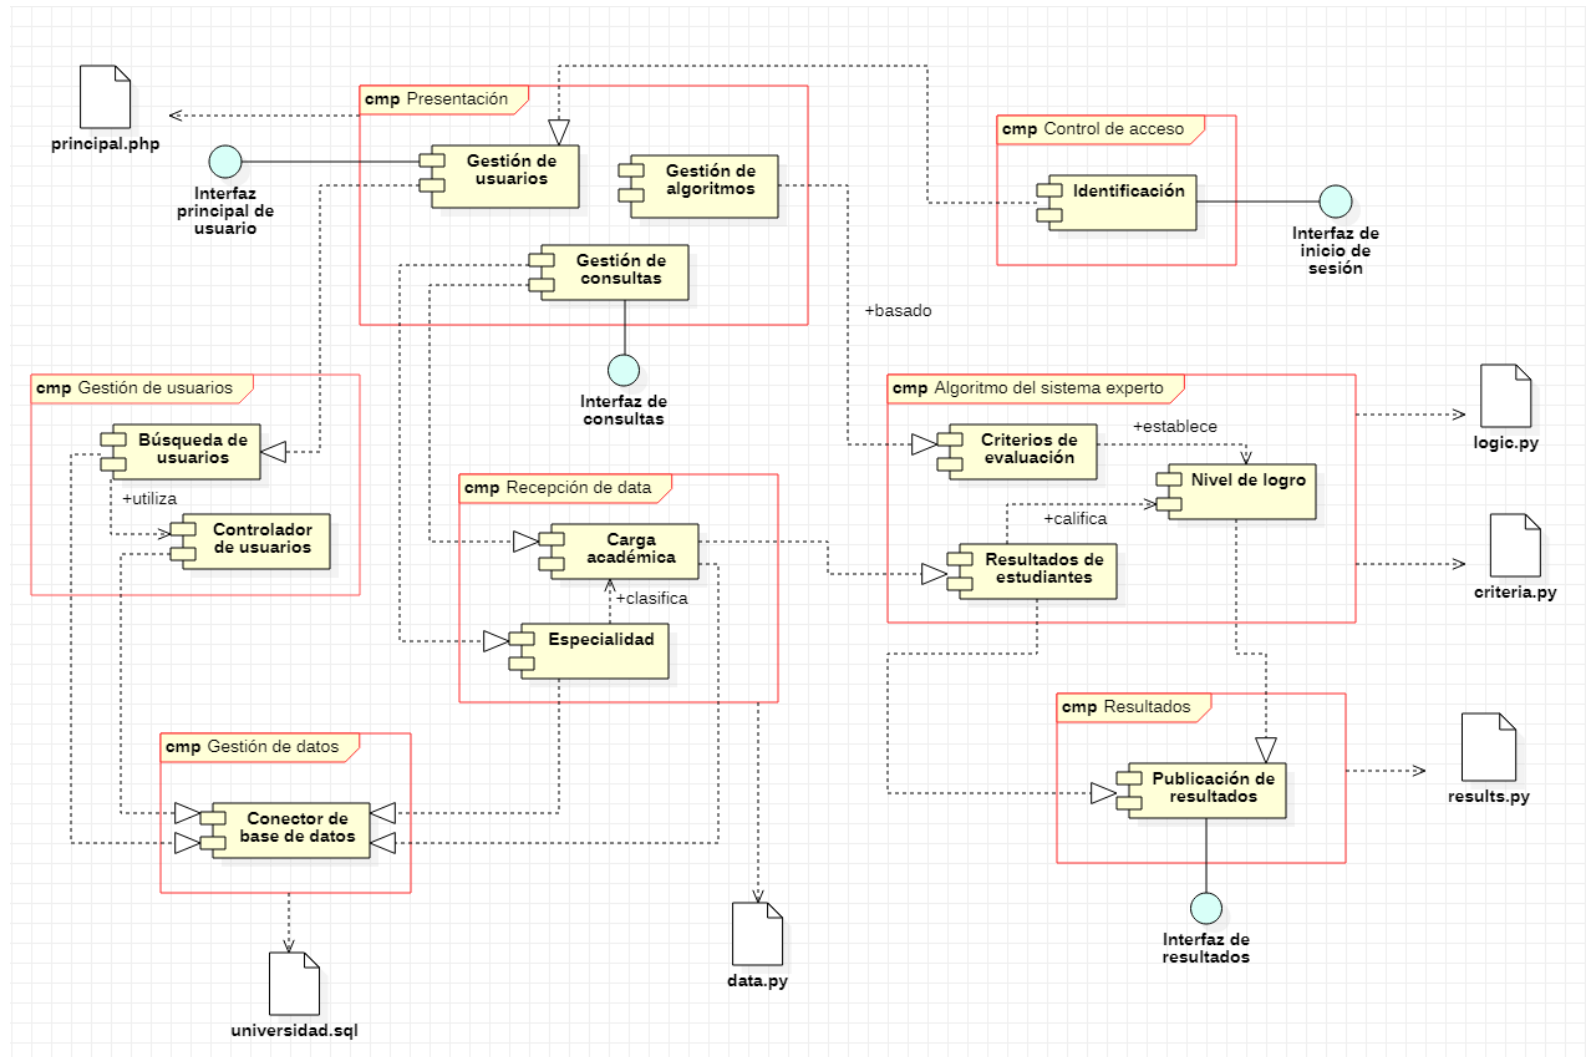 principal.php
cmp Presentación
Gestión de
usuarios
Gestión de
algoritmos
cmp Control de acceso
Identificación
Interfaz
principal de
usuario
Interfaz de
inicio de
sesión
Gestión de
consultas
+basado
Interfaz de
consultas
cmp Gestión de usuarios
Búsqueda de
usuarios
+utiliza
Controlador
de usuarios
cmp Recepción de data
Carga
académica
+clasifica
Especialidad
cmp Algoritmo del sistema experto
+establece
Criterios de
evaluación
Nivel de logro
+califica
Resultados de
estudiantes
logic.py
criteria.py
cmp Gestión de datos
Conector de
base de datos
universidad.sql
data.py
cmp Resultados
Publicación de
resultados
results.py
Interfaz de
resultados